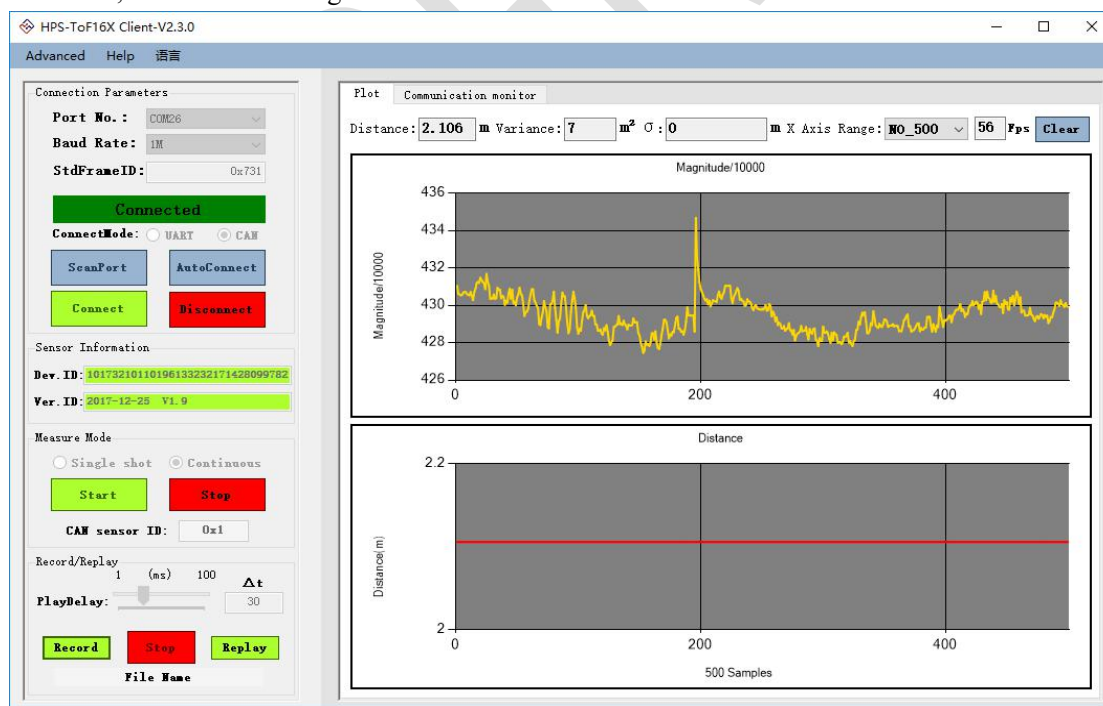 HPS-ToF16X Client-V2.3.0
Advanced Help 语言
Connection Parameters
Port No.: COM26
Baud Rate: 1M
StdFrameID: 0x731
Connected
ConnectMode: UART CAN
ScanPort AutoConnect
Connect Disconnect
Sensor Information
Dev.ID: 10173210110196133232171428099782
Ver.ID: 2017-12-25 V1.9
Measure Mode
Single shot Continuous
Start Stop
CAN sensor ID: 0x1
Record/Replay
1 (ms) 100 Δt
PlayDelay: 30
Record Stop Replay
File Name
Plot Communication monitor
Distance: 2.106 m Variance: 7 m² σ: 0 m X Axis Range: NO_500 56 Fps Clear
Magnitude/10000
Magnitude/10000
436
434
432
430
428
426
0 200 400
Distance
Distance(m)
2.2
2
0 200 400
500 Samples